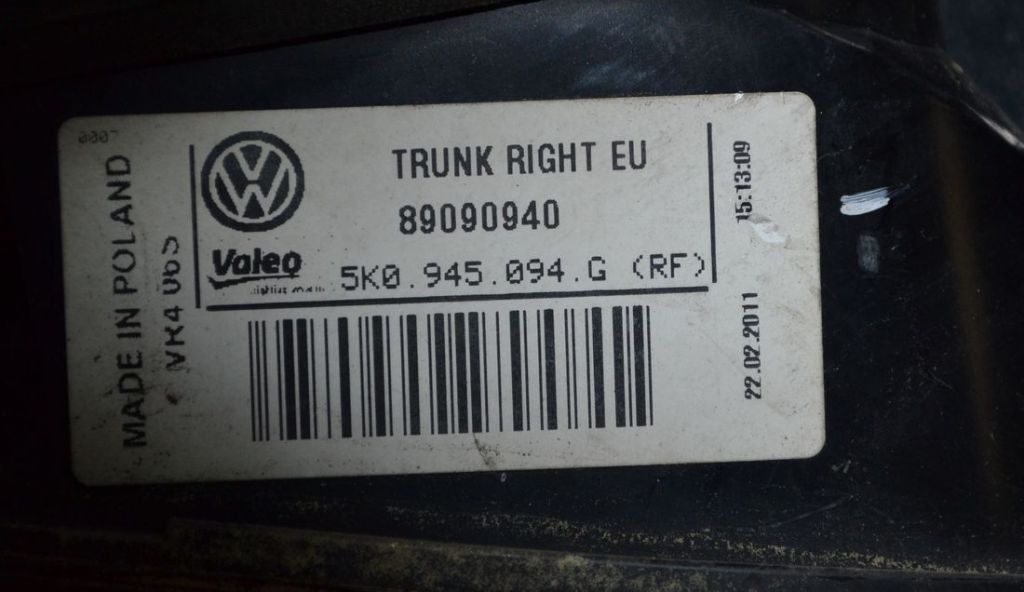 MADE IN POLAND
TRUNK RIGHT EU
89090940
Valeo
5K0.945.094.G (RF)
15:13:09
22.02.2011